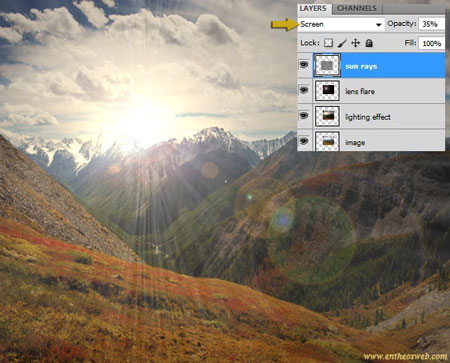 LAYERS CHANNELS
Screen Opacity: 35%
Lock: Fill: 100%
sun rays
lens flare
lighting effect
image
www.entheosweb.com